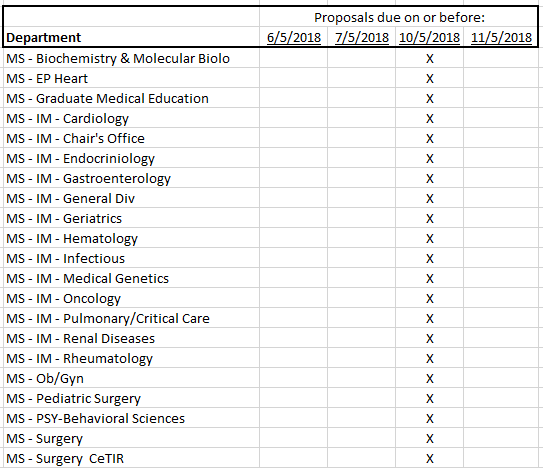 Proposals due on or before:
Department 6/5/2018 7/5/2018 10/5/2018 11/5/2018
MS - Biochemistry & Molecular Biolo X
MS - EP Heart X
MS - Graduate Medical Education X
MS - IM - Cardiology X
MS - IM - Chair's Office X
MS - IM - Endocriniology X
MS - IM - Gastroenterology X
MS - IM - General Div X
MS - IM - Geriatrics X
MS - IM - Hematology X
MS - IM - Infectious X
MS - IM - Medical Genetics X
MS - IM - Oncology X
MS - IM - Pulmonary/Critical Care X
MS - IM - Renal Diseases X
MS - IM - Rheumatology X
MS - Ob/Gyn X
MS - Pediatric Surgery X
MS - PSY-Behavioral Sciences X
MS - Surgery X
MS - Surgery  CeTIR X